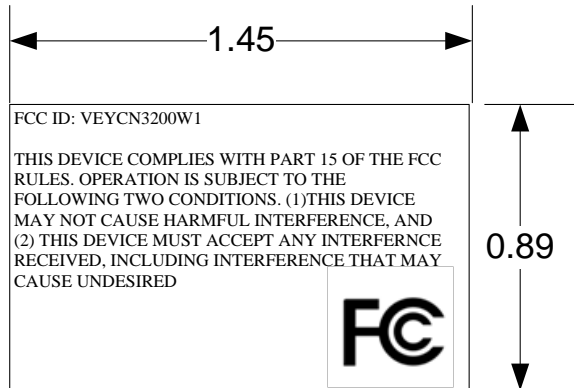 1.45
FCC ID: VEYCN3200W1
THIS DEVICE COMPLIES WITH PART 15 OF THE FCC
RULES. OPERATION IS SUBJECT TO THE
FOLLOWING TWO CONDITIONS. (1)THIS DEVICE
MAY NOT CAUSE HARMFUL INTERFERENCE, AND
(2) THIS DEVICE MUST ACCEPT ANY INTERFERNCE
RECEIVED, INCLUDING INTERFERENCE THAT MAY
CAUSE UNDESIRED
0.89
FC